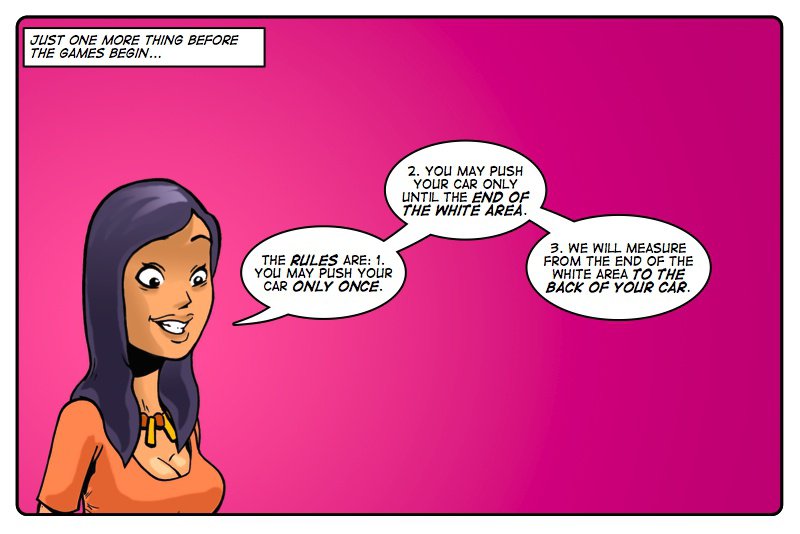 JUST ONE MORE THING BEFORE
THE GAMES BEGIN...
THE RULES ARE: 1.
YOU MAY PUSH YOUR
CAR ONLY ONCE.
2. YOU MAY PUSH
YOUR CAR ONLY
UNTIL THE END OF
THE WHITE AREA.
3. WE WILL MEASURE
FROM THE END OF THE
WHITE AREA TO THE
BACK OF YOUR CAR.